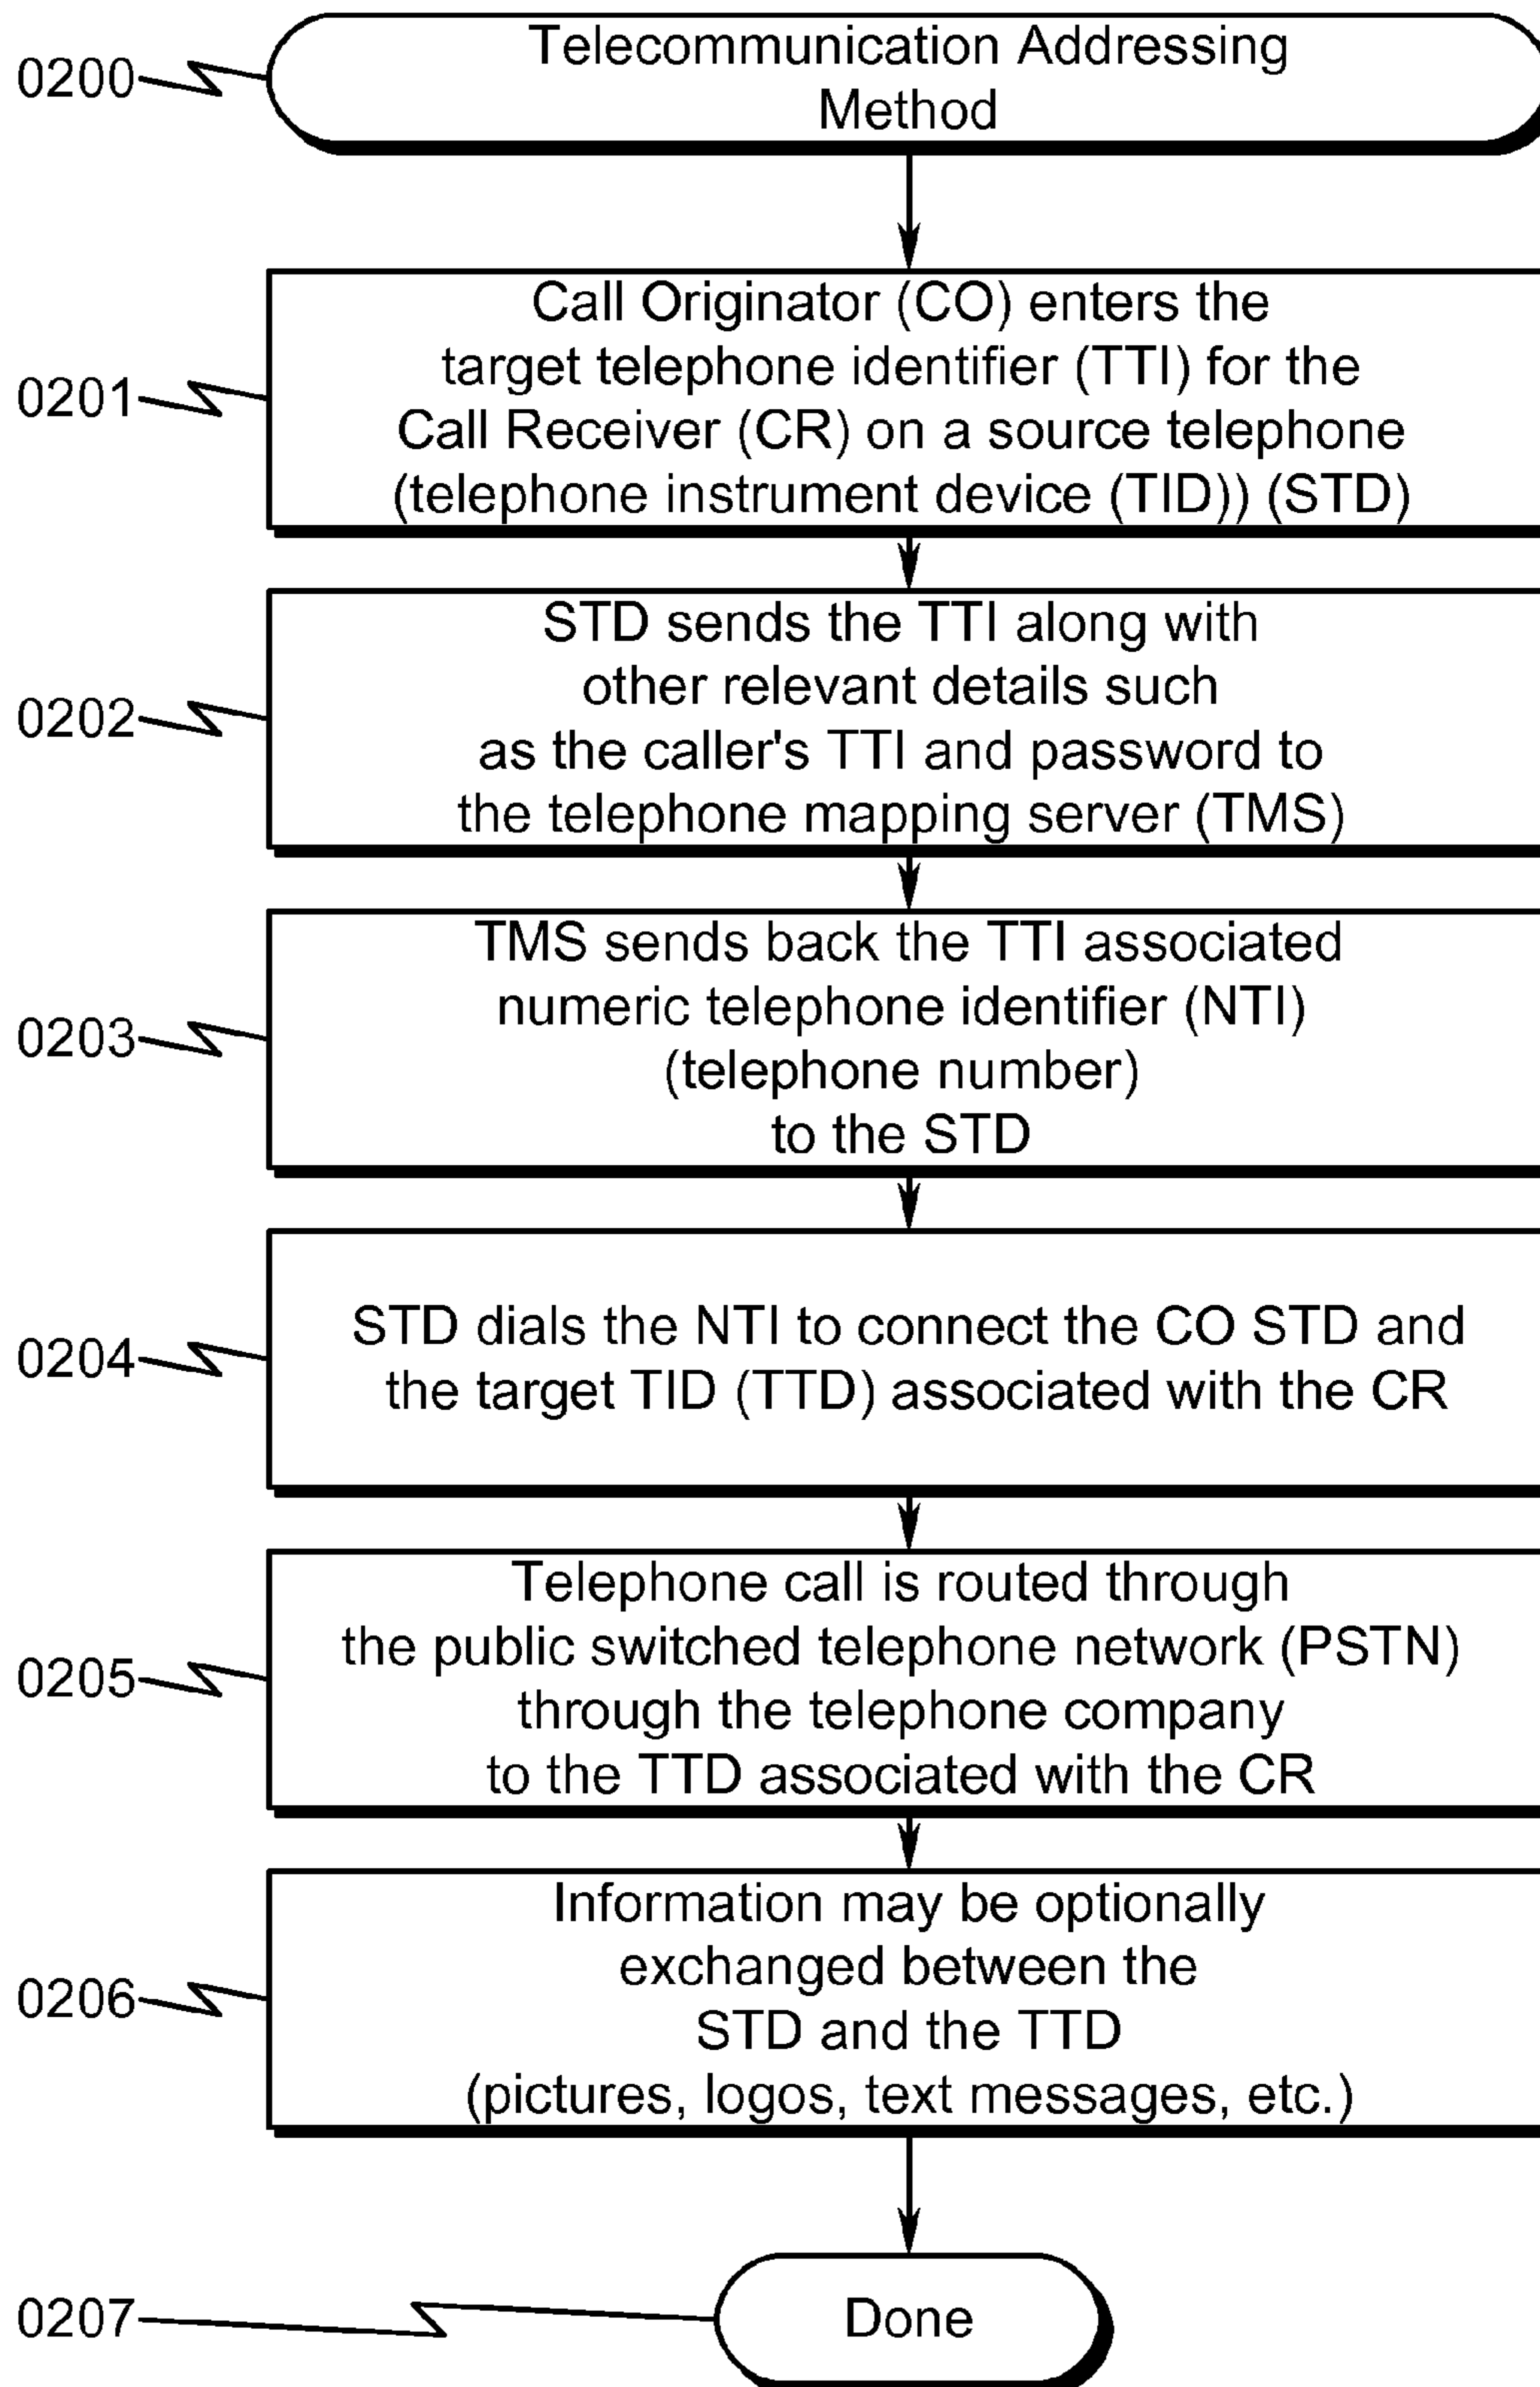 0200
Telecommunication Addressing
Method
0201
Call Originator (CO) enters the
target telephone identifier (TTI) for the
Call Receiver (CR) on a source telephone
(telephone instrument device (TID)) (STD)
0202
STD sends the TTI along with
other relevant details such
as the caller's TTI and password to
the telephone mapping server (TMS)
0203
TMS sends back the TTI associated
numeric telephone identifier (NTI)
(telephone number)
to the STD
0204
STD dials the NTI to connect the CO STD and
the target TID (TTD) associated with the CR
0205
Telephone call is routed through
the public switched telephone network (PSTN)
through the telephone company
to the TTD associated with the CR
0206
Information may be optionally
exchanged between the
STD and the TTD
(pictures, logos, text messages, etc.)
0207
Done